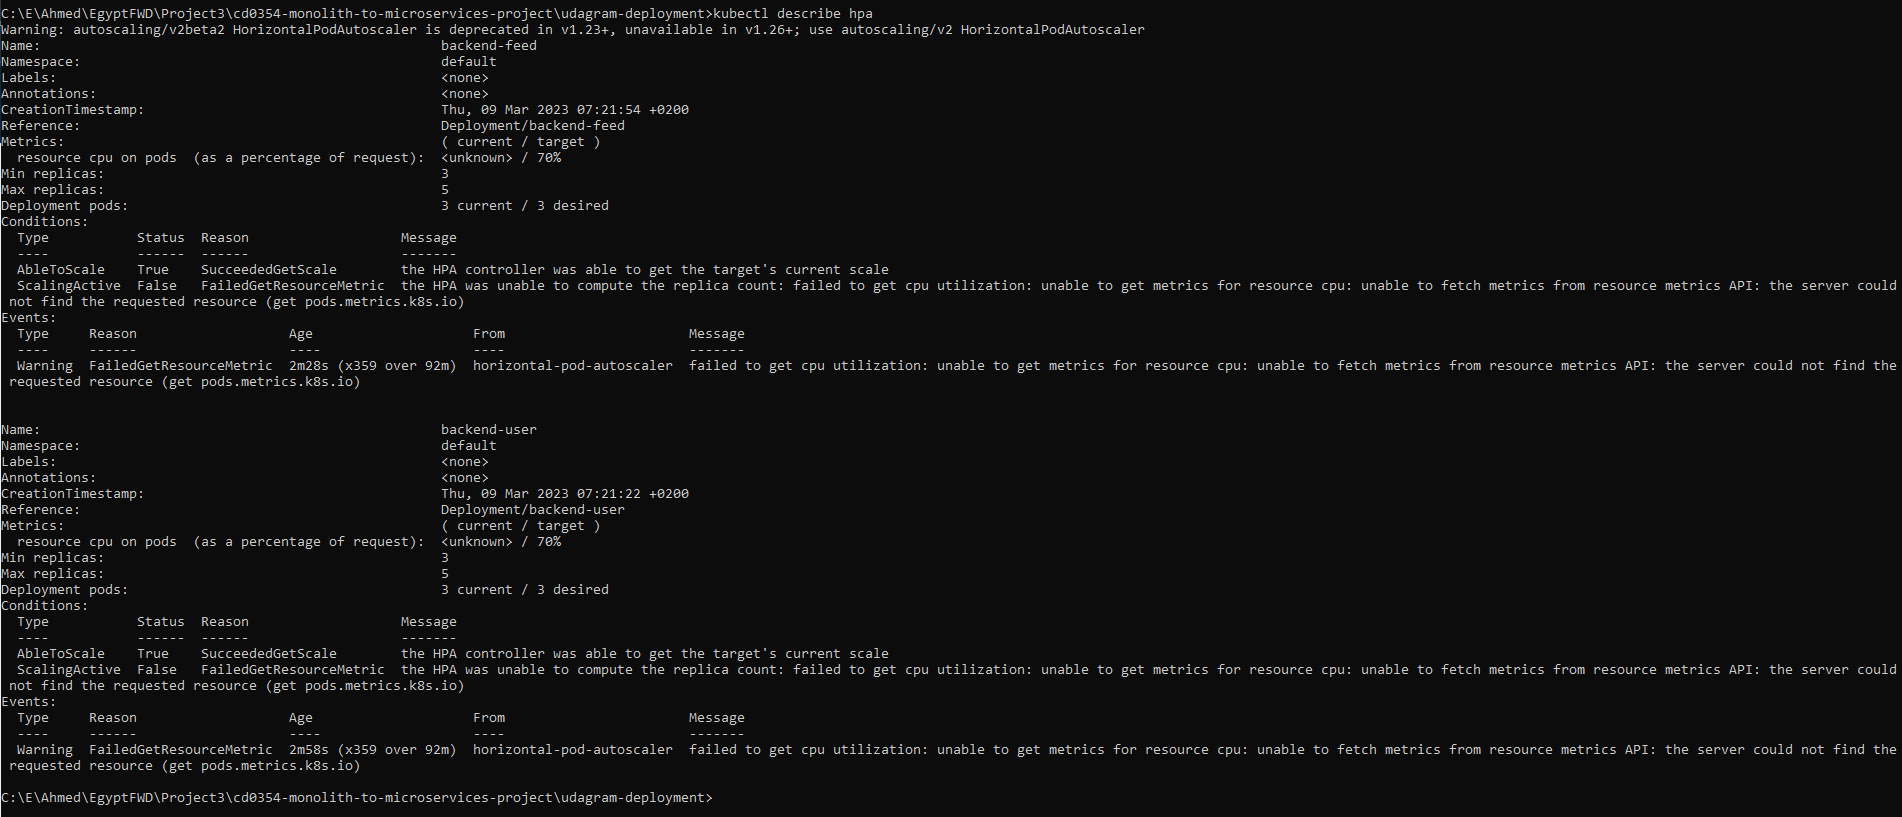 C:\E\Ahmed\EgyptFWD\Project3\cd0354-monolith-to-microservices-project\udagram-deployment>kubectl describe hpa
Warning: autoscaling/v2beta2 HorizontalPodAutoscaler is deprecated in v1.23+, unavailable in v1.26+; use autoscaling/v2 HorizontalPodAutoscaler
Name:                                                  backend-feed
Namespace:                                             default
Labels:                                                <none>
Annotations:                                           <none>
CreationTimestamp:                                     Thu, 09 Mar 2023 07:21:54 +0200
Reference:                                             Deployment/backend-feed
Metrics:                                               ( current / target )
  resource cpu on pods  (as a percentage of request):  <unknown> / 70%
Min replicas:                                          3
Max replicas:                                          5
Deployment pods:                                       3 current / 3 desired
Conditions:
  Type           Status  Reason                   Message
  ----           ------  ------                   -------
  AbleToScale    True    SucceededGetScale        the HPA controller was able to get the target's current scale
  ScalingActive  False   FailedGetResourceMetric  the HPA was unable to compute the replica count: failed to get cpu utilization: unable to get metrics for resource cpu: unable to fetch metrics from resource metrics API: the server could
 not find the requested resource (get pods.metrics.k8s.io)
Events:
  Type     Reason                   Age                    From                       Message
  ----     ------                   ----                   ----                       -------
  Warning  FailedGetResourceMetric  2m28s (x359 over 92m)  horizontal-pod-autoscaler  failed to get cpu utilization: unable to get metrics for resource cpu: unable to fetch metrics from resource metrics API: the server could not find the
 requested resource (get pods.metrics.k8s.io)
Name:                                                  backend-user
Namespace:                                             default
Labels:                                                <none>
Annotations:                                           <none>
CreationTimestamp:                                     Thu, 09 Mar 2023 07:21:22 +0200
Reference:                                             Deployment/backend-user
Metrics:                                               ( current / target )
  resource cpu on pods  (as a percentage of request):  <unknown> / 70%
Min replicas:                                          3
Max replicas:                                          5
Deployment pods:                                       3 current / 3 desired
Conditions:
  Type           Status  Reason                   Message
  ----           ------  ------                   -------
  AbleToScale    True    SucceededGetScale        the HPA controller was able to get the target's current scale
  ScalingActive  False   FailedGetResourceMetric  the HPA was unable to compute the replica count: failed to get cpu utilization: unable to get metrics for resource cpu: unable to fetch metrics from resource metrics API: the server could
 not find the requested resource (get pods.metrics.k8s.io)
Events:
  Type     Reason                   Age                    From                       Message
  ----     ------                   ----                   ----                       -------
  Warning  FailedGetResourceMetric  2m58s (x359 over 92m)  horizontal-pod-autoscaler  failed to get cpu utilization: unable to get metrics for resource cpu: unable to fetch metrics from resource metrics API: the server could not find the
 requested resource (get pods.metrics.k8s.io)
C:\E\Ahmed\EgyptFWD\Project3\cd0354-monolith-to-microservices-project\udagram-deployment>